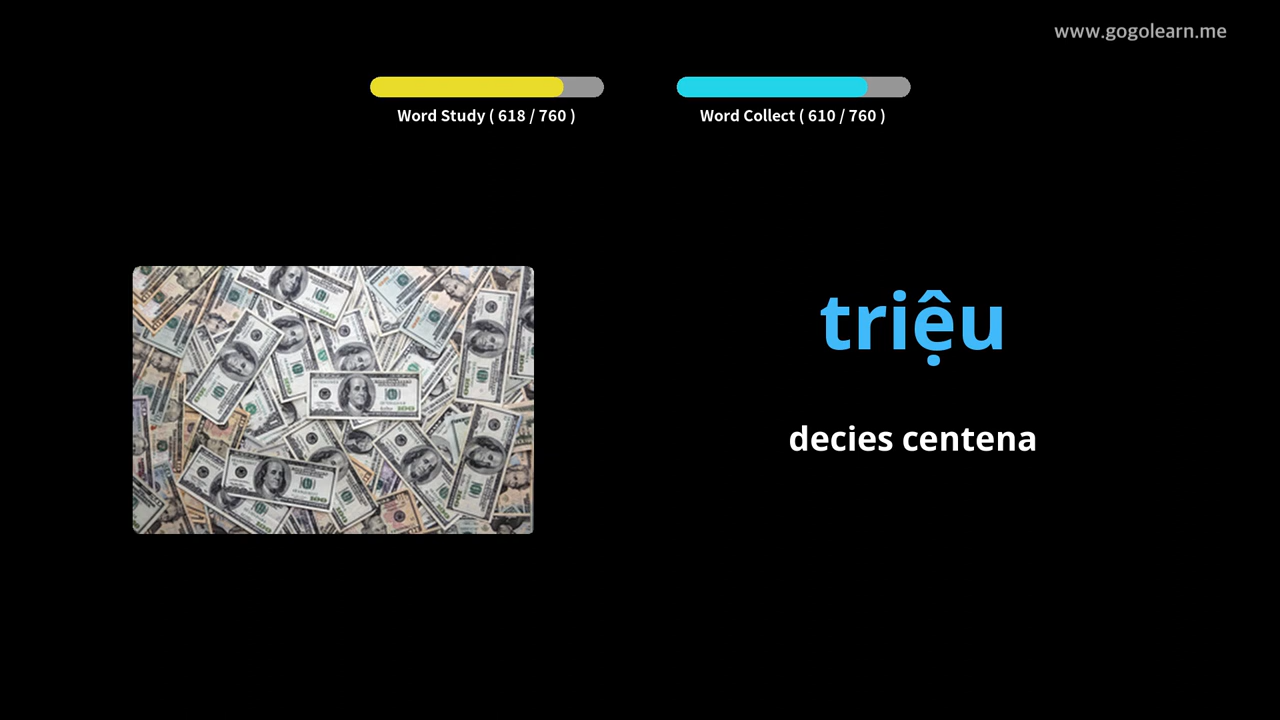 www.gogolearn.me
Word Study ( 618 / 760 )
Word Collect ( 610 / 760 )
triệu
decies centena